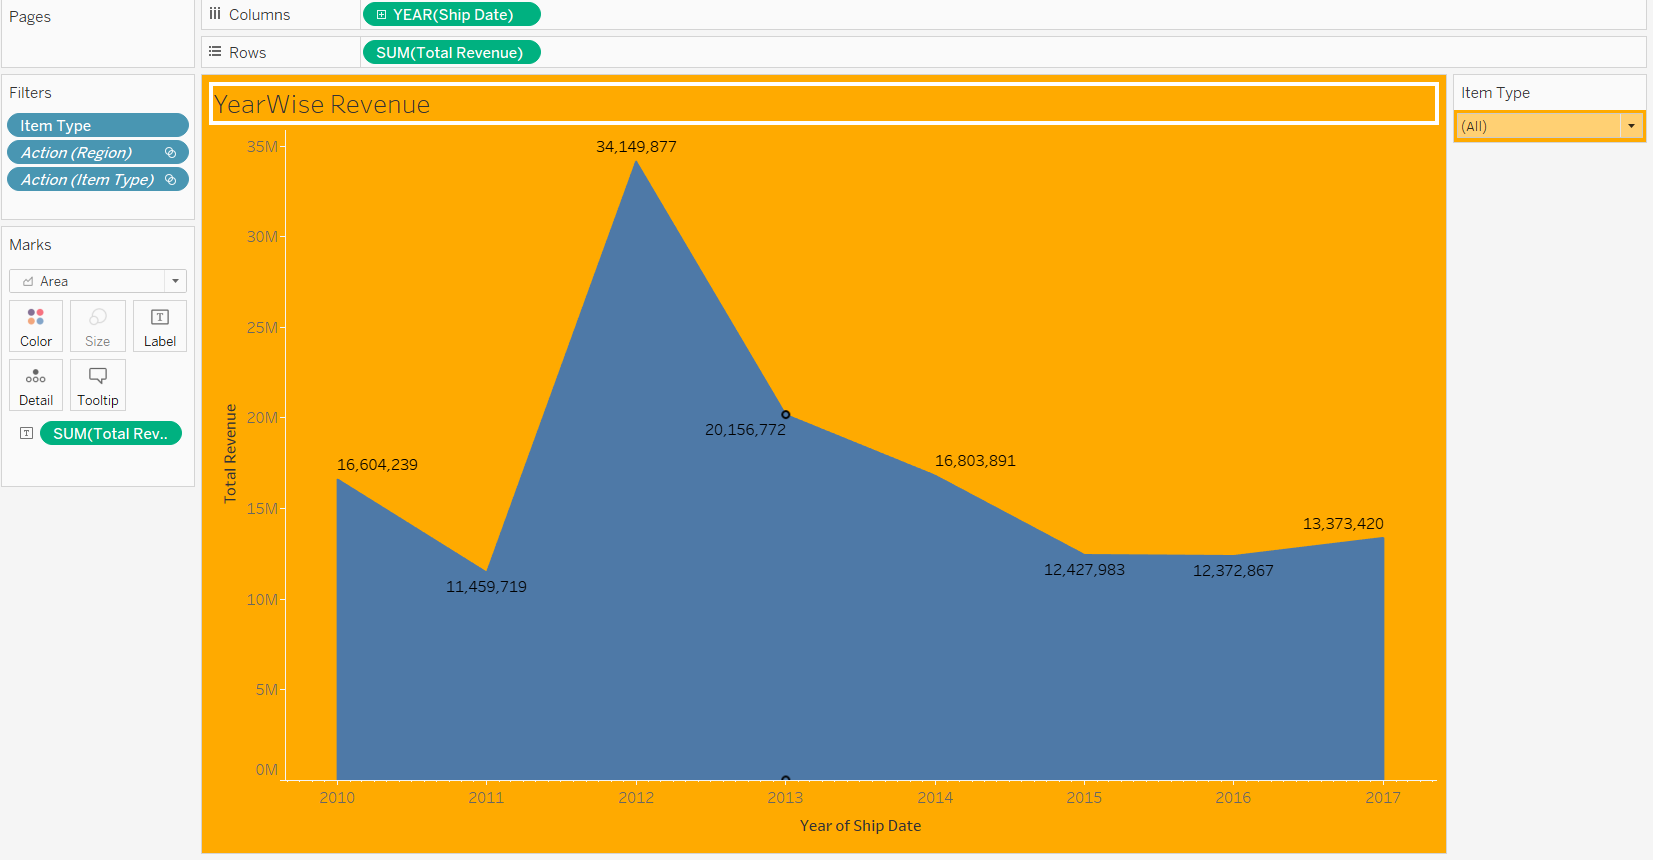 Pages
Columns
YEAR(Ship Date)
Rows
SUM(Total Revenue)
Filters
Item Type
Action (Region)
Action (Item Type)
Marks
Area
Color
Size
T
Label
Detail
Tooltip
T
SUM(Total Rev..
YearWise Revenue
35M
30M
25M
20M
15M
10M
5M
0M
Total Revenue
34,149,877
20,156,772
16,604,239
16,803,891
13,373,420
11,459,719
12,427,983
12,372,867
2010 2011 2012 2013 2014 2015 2016 2017
Year of Ship Date
Item Type
(All)